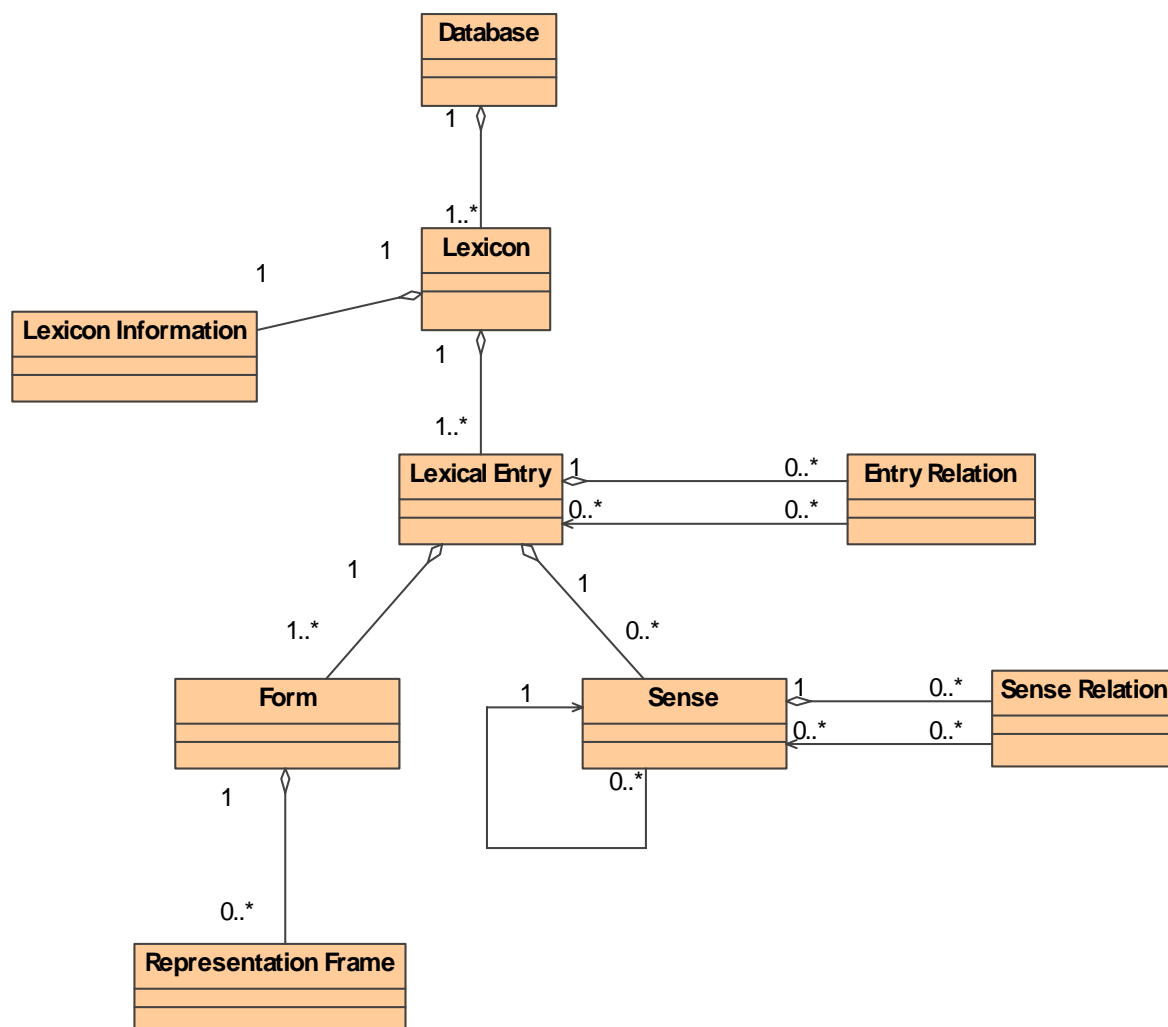 Database
1
1..*
Lexicon
1
1
Lexicon Information
1
1..*
Lexical Entry
1
0..*
Entry Relation
0..*
0..*
1
1
1..*
0..*
Form
1
Sense
1
0..*
Sense Relation
0..*
0..*
1
0..*
0..*
Representation Frame